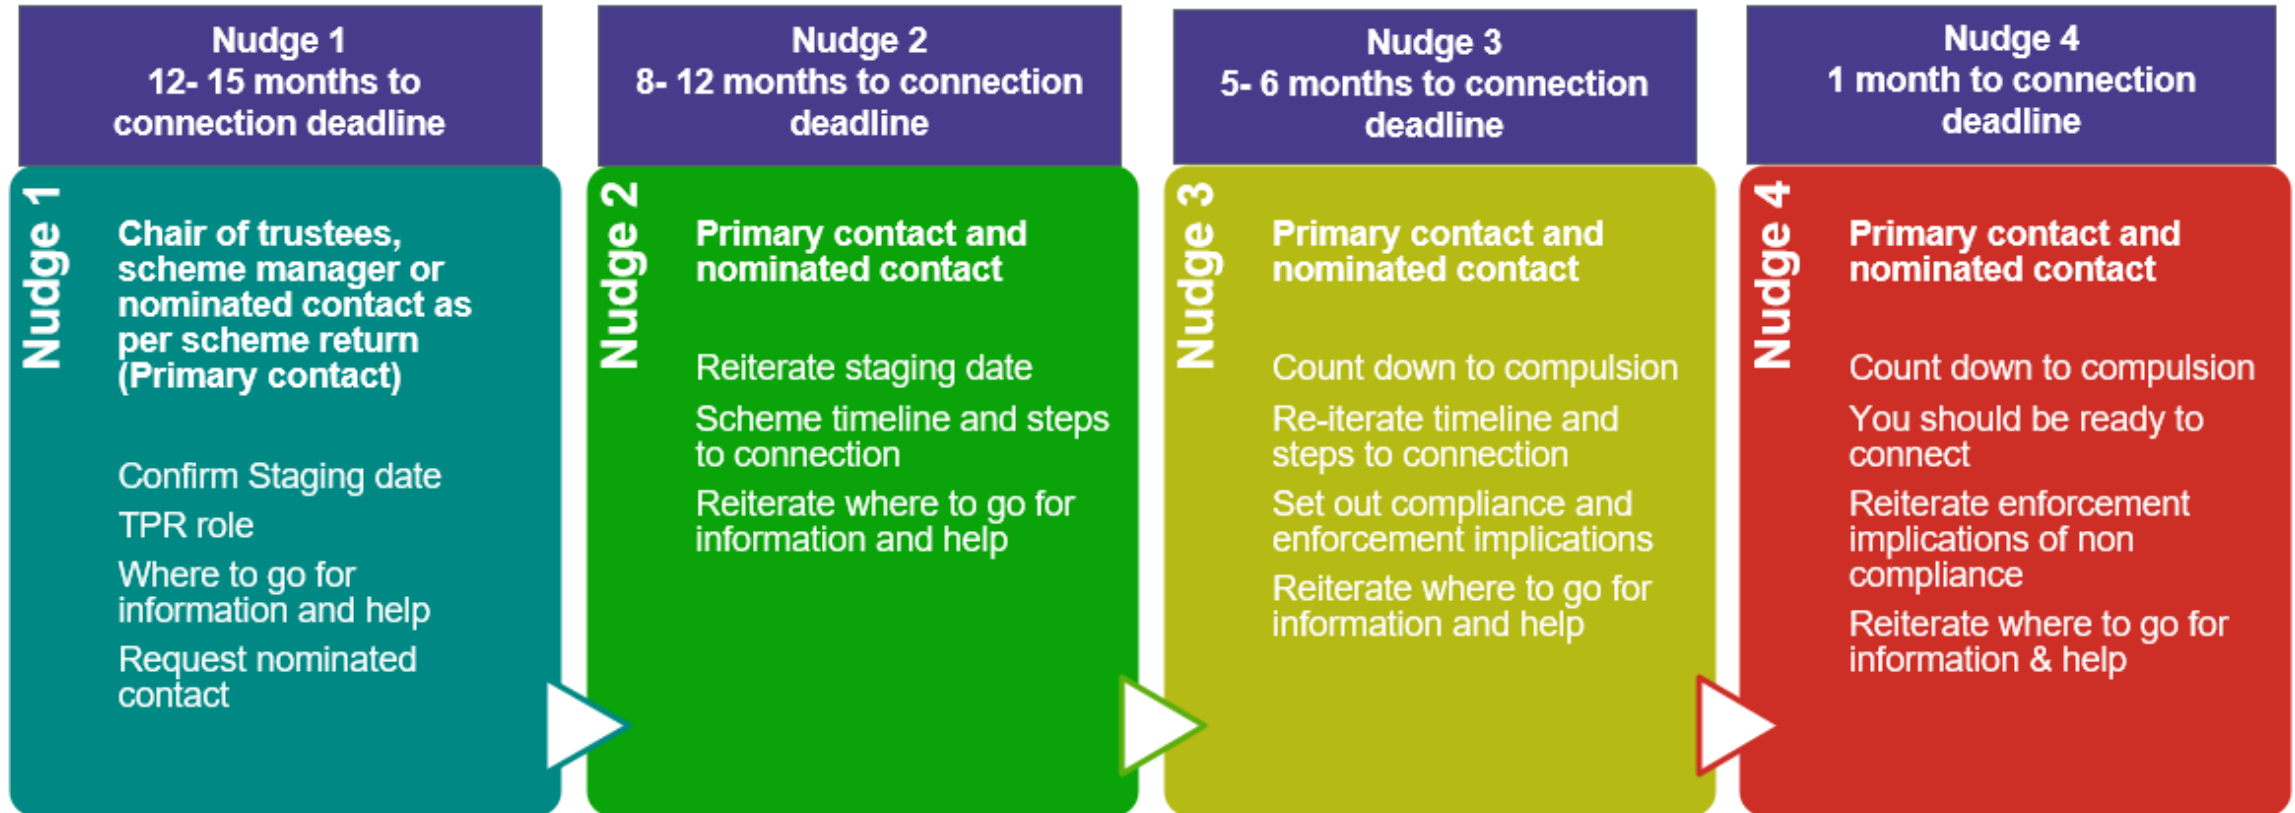 Nudge 1
12- 15 months to
connection deadline
Nudge 1
Chair of trustees,
scheme manager or
nominated contact as
per scheme return
(Primary contact)
Confirm Staging date
TPR role
Where to go for
information and help
Request nominated
contact
Nudge 2
8- 12 months to connection
deadline
Nudge 2
Primary contact and
nominated contact
Reiterate staging date
Scheme timeline and steps
to connection
Reiterate where to go for
information and help
Nudge 3
5- 6 months to connection
deadline
Nudge 3
Primary contact and
nominated contact
Count down to compulsion
Re-iterate timeline and
steps to connection
Set out compliance and
enforcement implications
Reiterate where to go for
information and help
Nudge 4
1 month to connection
deadline
Nudge 4
Primary contact and
nominated contact
Count down to compulsion
You should be ready to
connect
Reiterate enforcement
implications of non
compliance
Reiterate where to go for
information & help